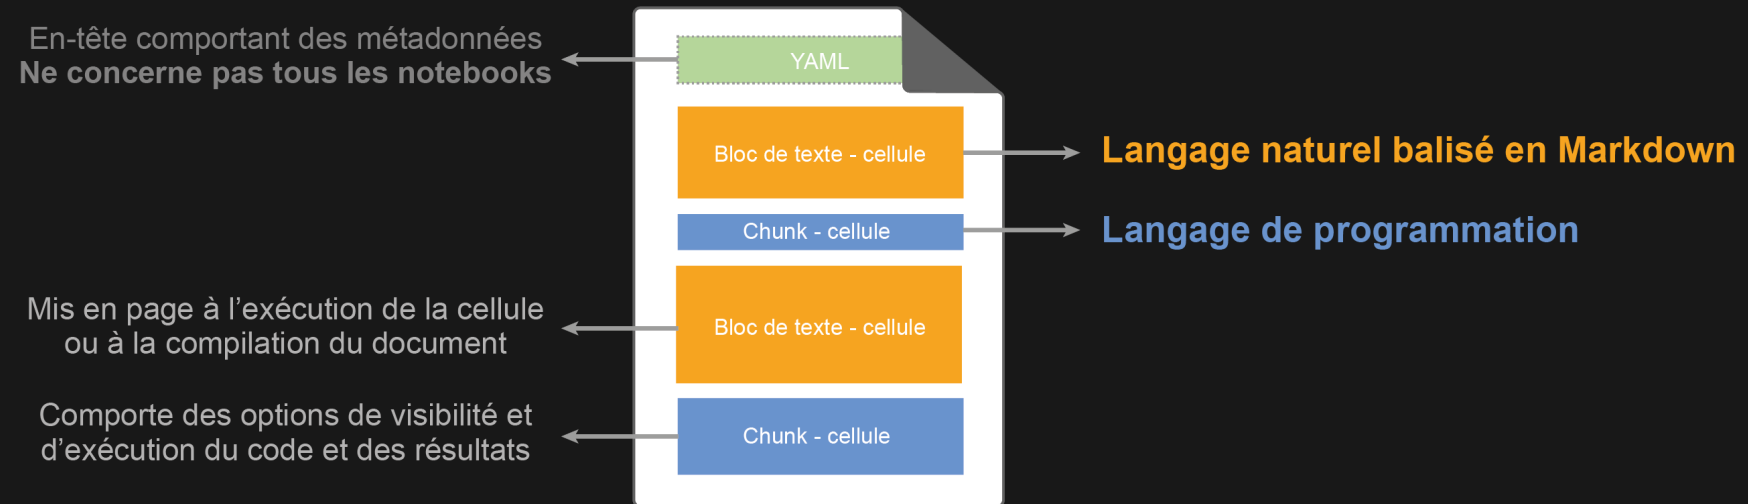 En-tête comportant des métadonnées
Ne concerne pas tous les notebooks
YAML
Bloc de texte - cellule
Langage naturel balisé en Markdown
Chunk - cellule
Langage de programmation
Mis en page à l'exécution de la cellule
ou à la compilation du document
Bloc de texte - cellule
Comporte des options de visibilité et
d'exécution du code et des résultats
Chunk - cellule